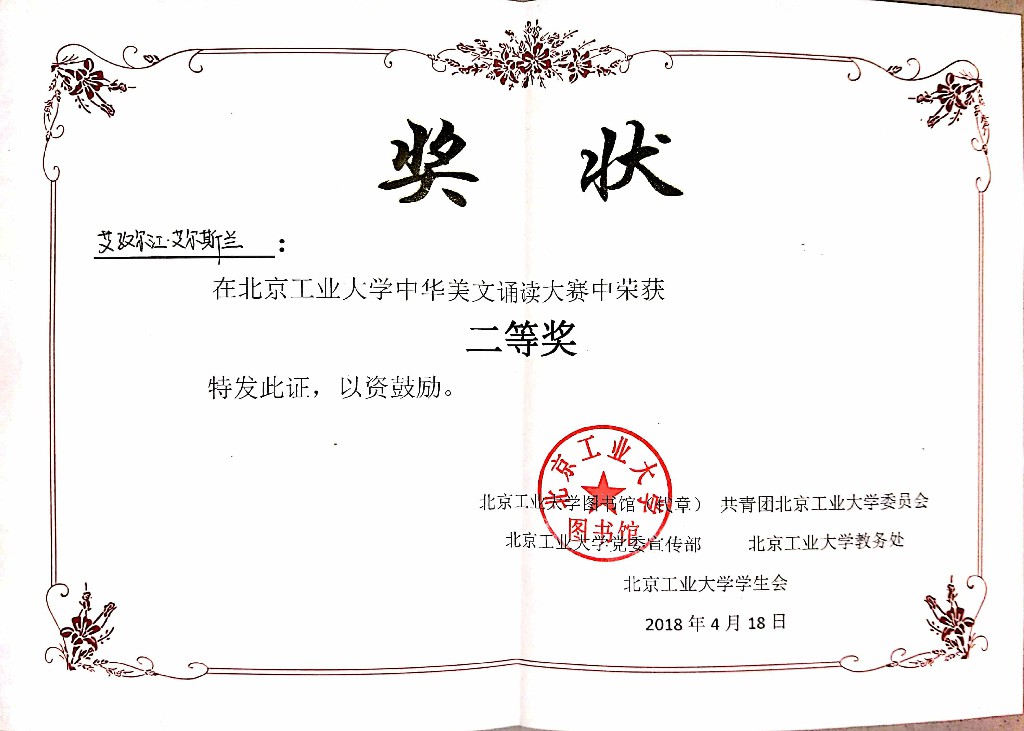 奖 状
艾孜尔江·艾尔斯兰：
在北京工业大学中华美文诵读大赛中荣获
二等奖
特发此证，以资鼓励。
北京工业大学图书馆（代章） 共青团北京工业大学委员会
北京工业大学党委宣传部 北京工业大学教务处
北京工业大学学生会
2018 年 4 月 18 日
北京工业大学
图书馆